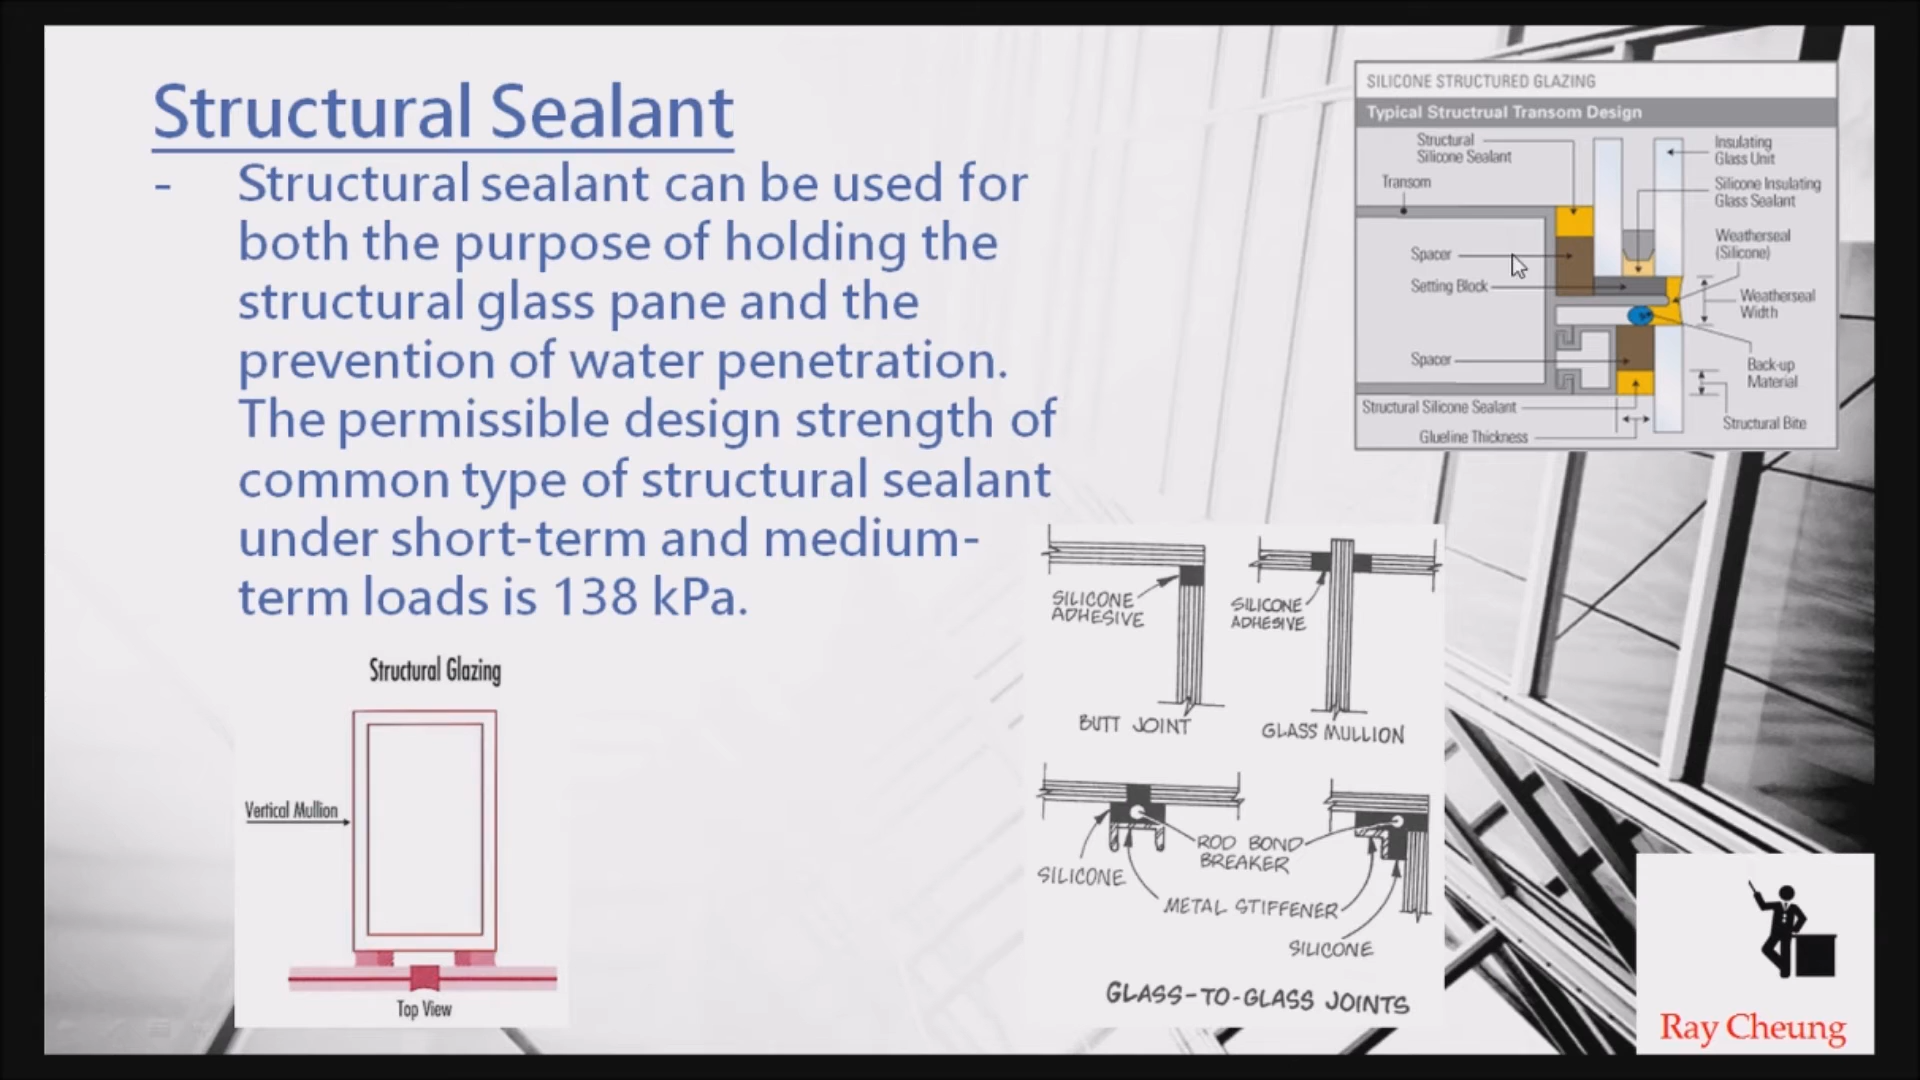 Structural Sealant
- Structural sealant can be used for
both the purpose of holding the
structural glass pane and the
prevention of water penetration.
The permissible design strength of
common type of structural sealant
under short-term and medium-
term loads is 138 kPa.
SILICONE STRUCTURED GLAZING
Typical Structrual Transom Design
Structural
Silicone Sealant
Transom
Spacer
Setting Block
Spacer
Structural Silicone Sealant
Glueline Thickness
Insulating
Glass Unit
Silicone Insulating
Glass Sealant
Weatherseal
(Silicone)
Weatherseal
Width
Back-up
Material
Structural Bite
Structural Glazing
Vertical Mullion
Top View
SILICONE
ADHESIVE
SILICONE
ADHESIVE
BUTT JOINT
GLASS MULLION
ROD BOND
BREAKER
SILICONE
METAL STIFFENER
SILICONE
GLASS-TO-GLASS JOINTS
Ray Cheung